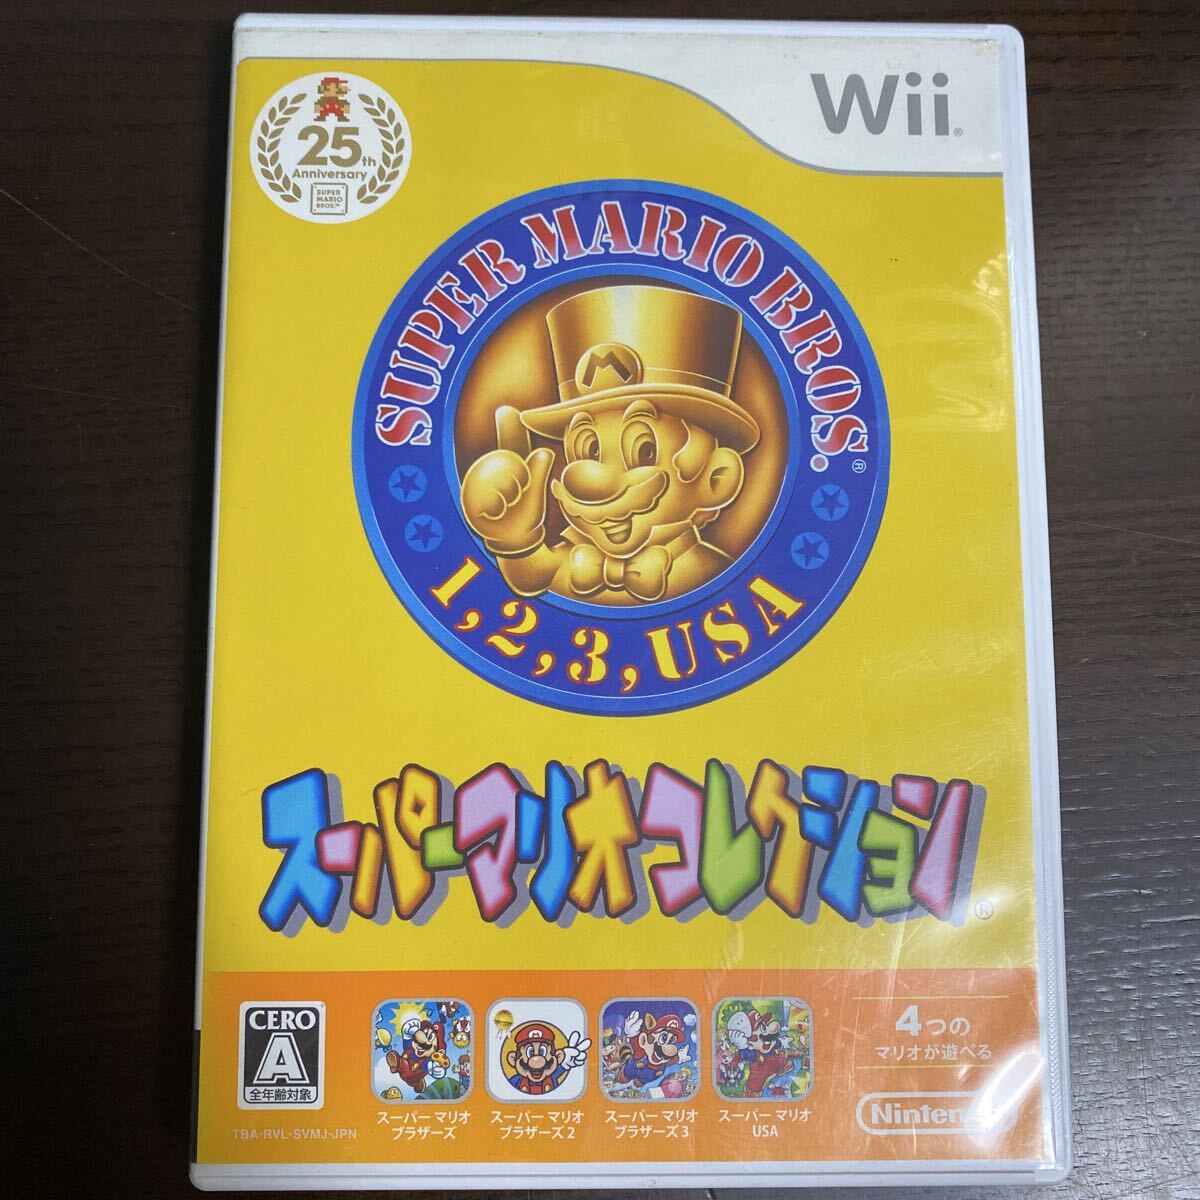 Wii®
25th
Anniversary
SUPER
MARIO
BROS.™
SUPER MARIO BROS.®
M
1,2,3,USA
スーパーマリオコレクション®
CERO
A
全年齢対象
TBA-RVL-SVMJ-JPN
スーパー マリオ
ブラザーズ
スーパー マリオ
ブラザーズ 2
スーパー マリオ
ブラザーズ 3
スーパー マリオ
USA
4つの
マリオが遊べる
Nintendo